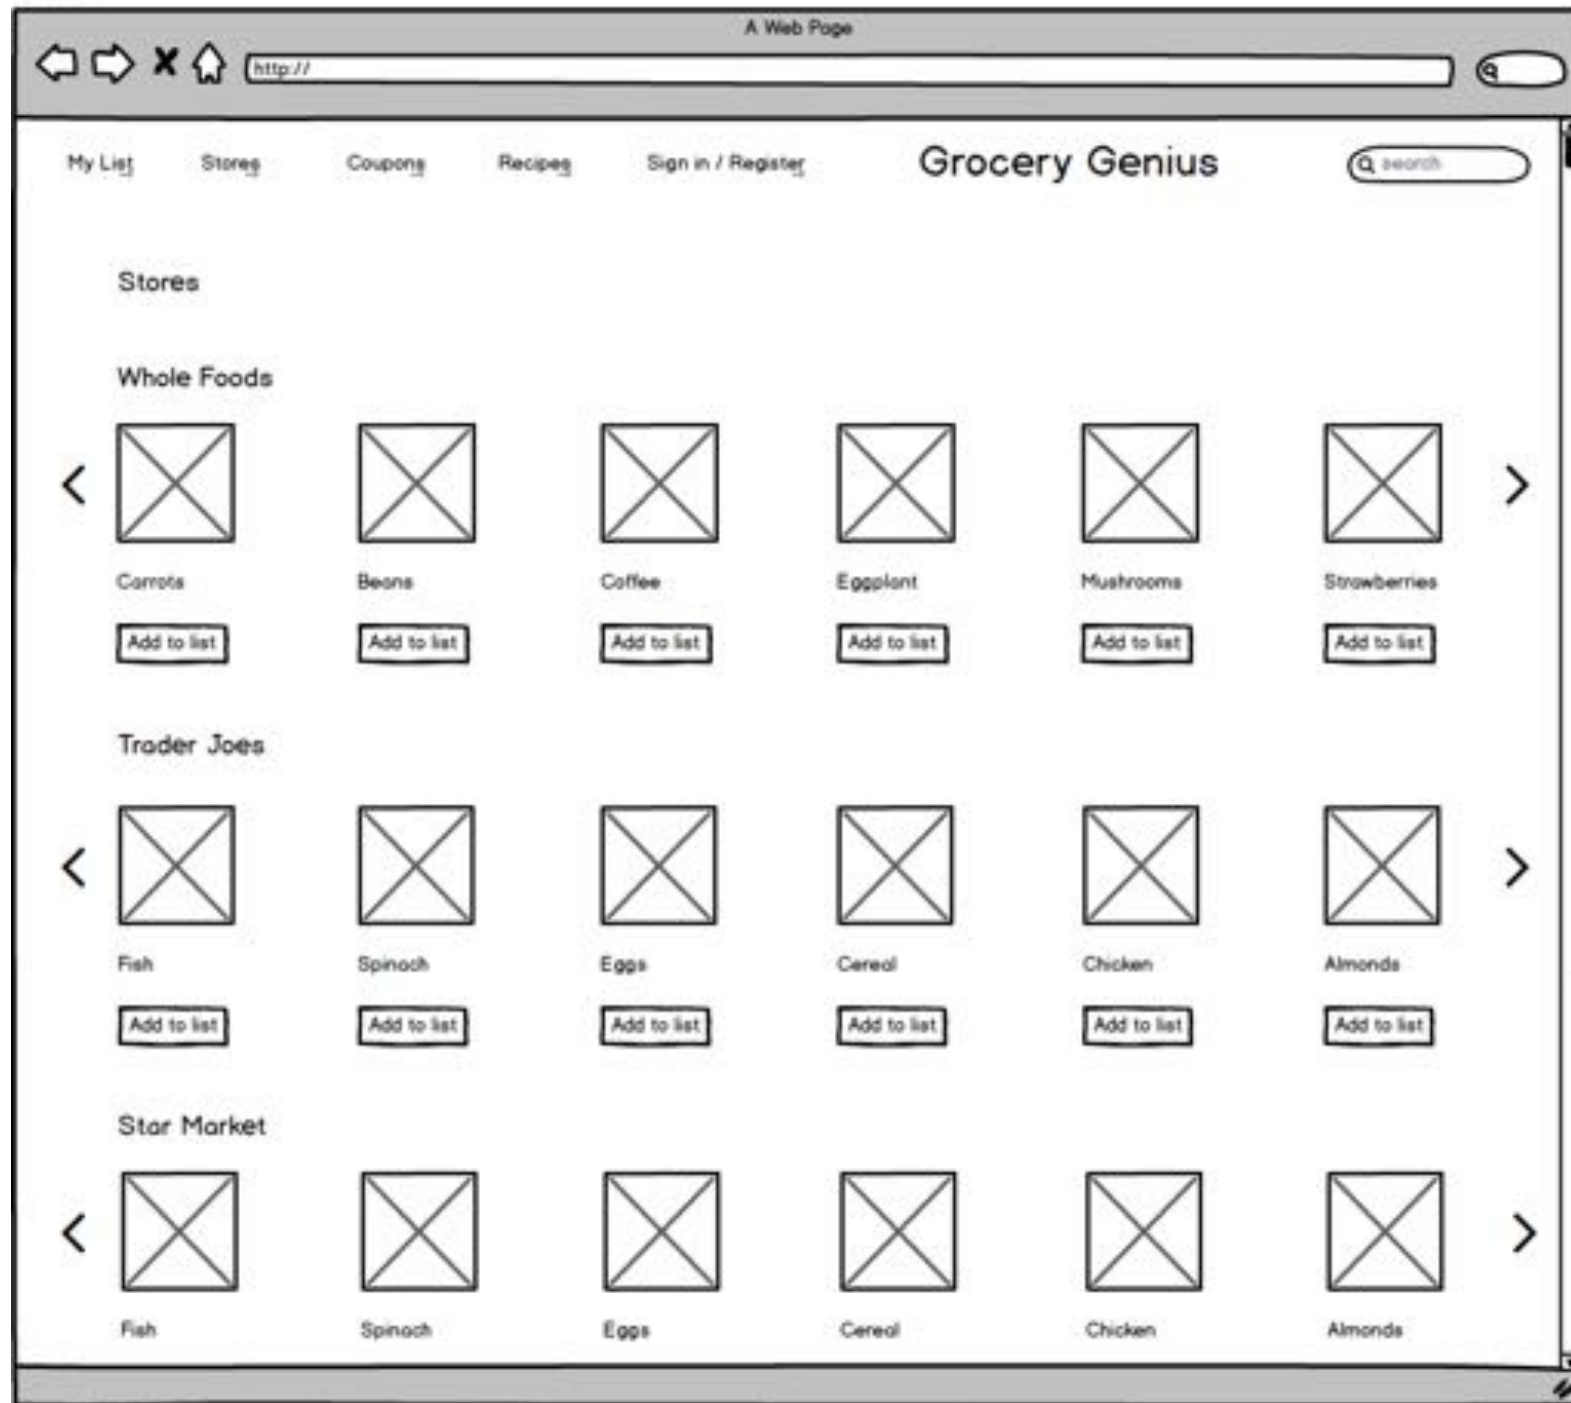 A Web Page
http://
My List Stores Coupons Recipes Sign in / Register Grocery Genius search
Stores
Whole Foods
Carrots Beans Coffee Eggplant Mushrooms Strawberries
Add to list Add to list Add to list Add to list Add to list Add to list
Trader Joes
Fish Spinach Eggs Cereal Chicken Almonds
Add to list Add to list Add to list Add to list Add to list Add to list
Star Market
Fish Spinach Eggs Cereal Chicken Almonds